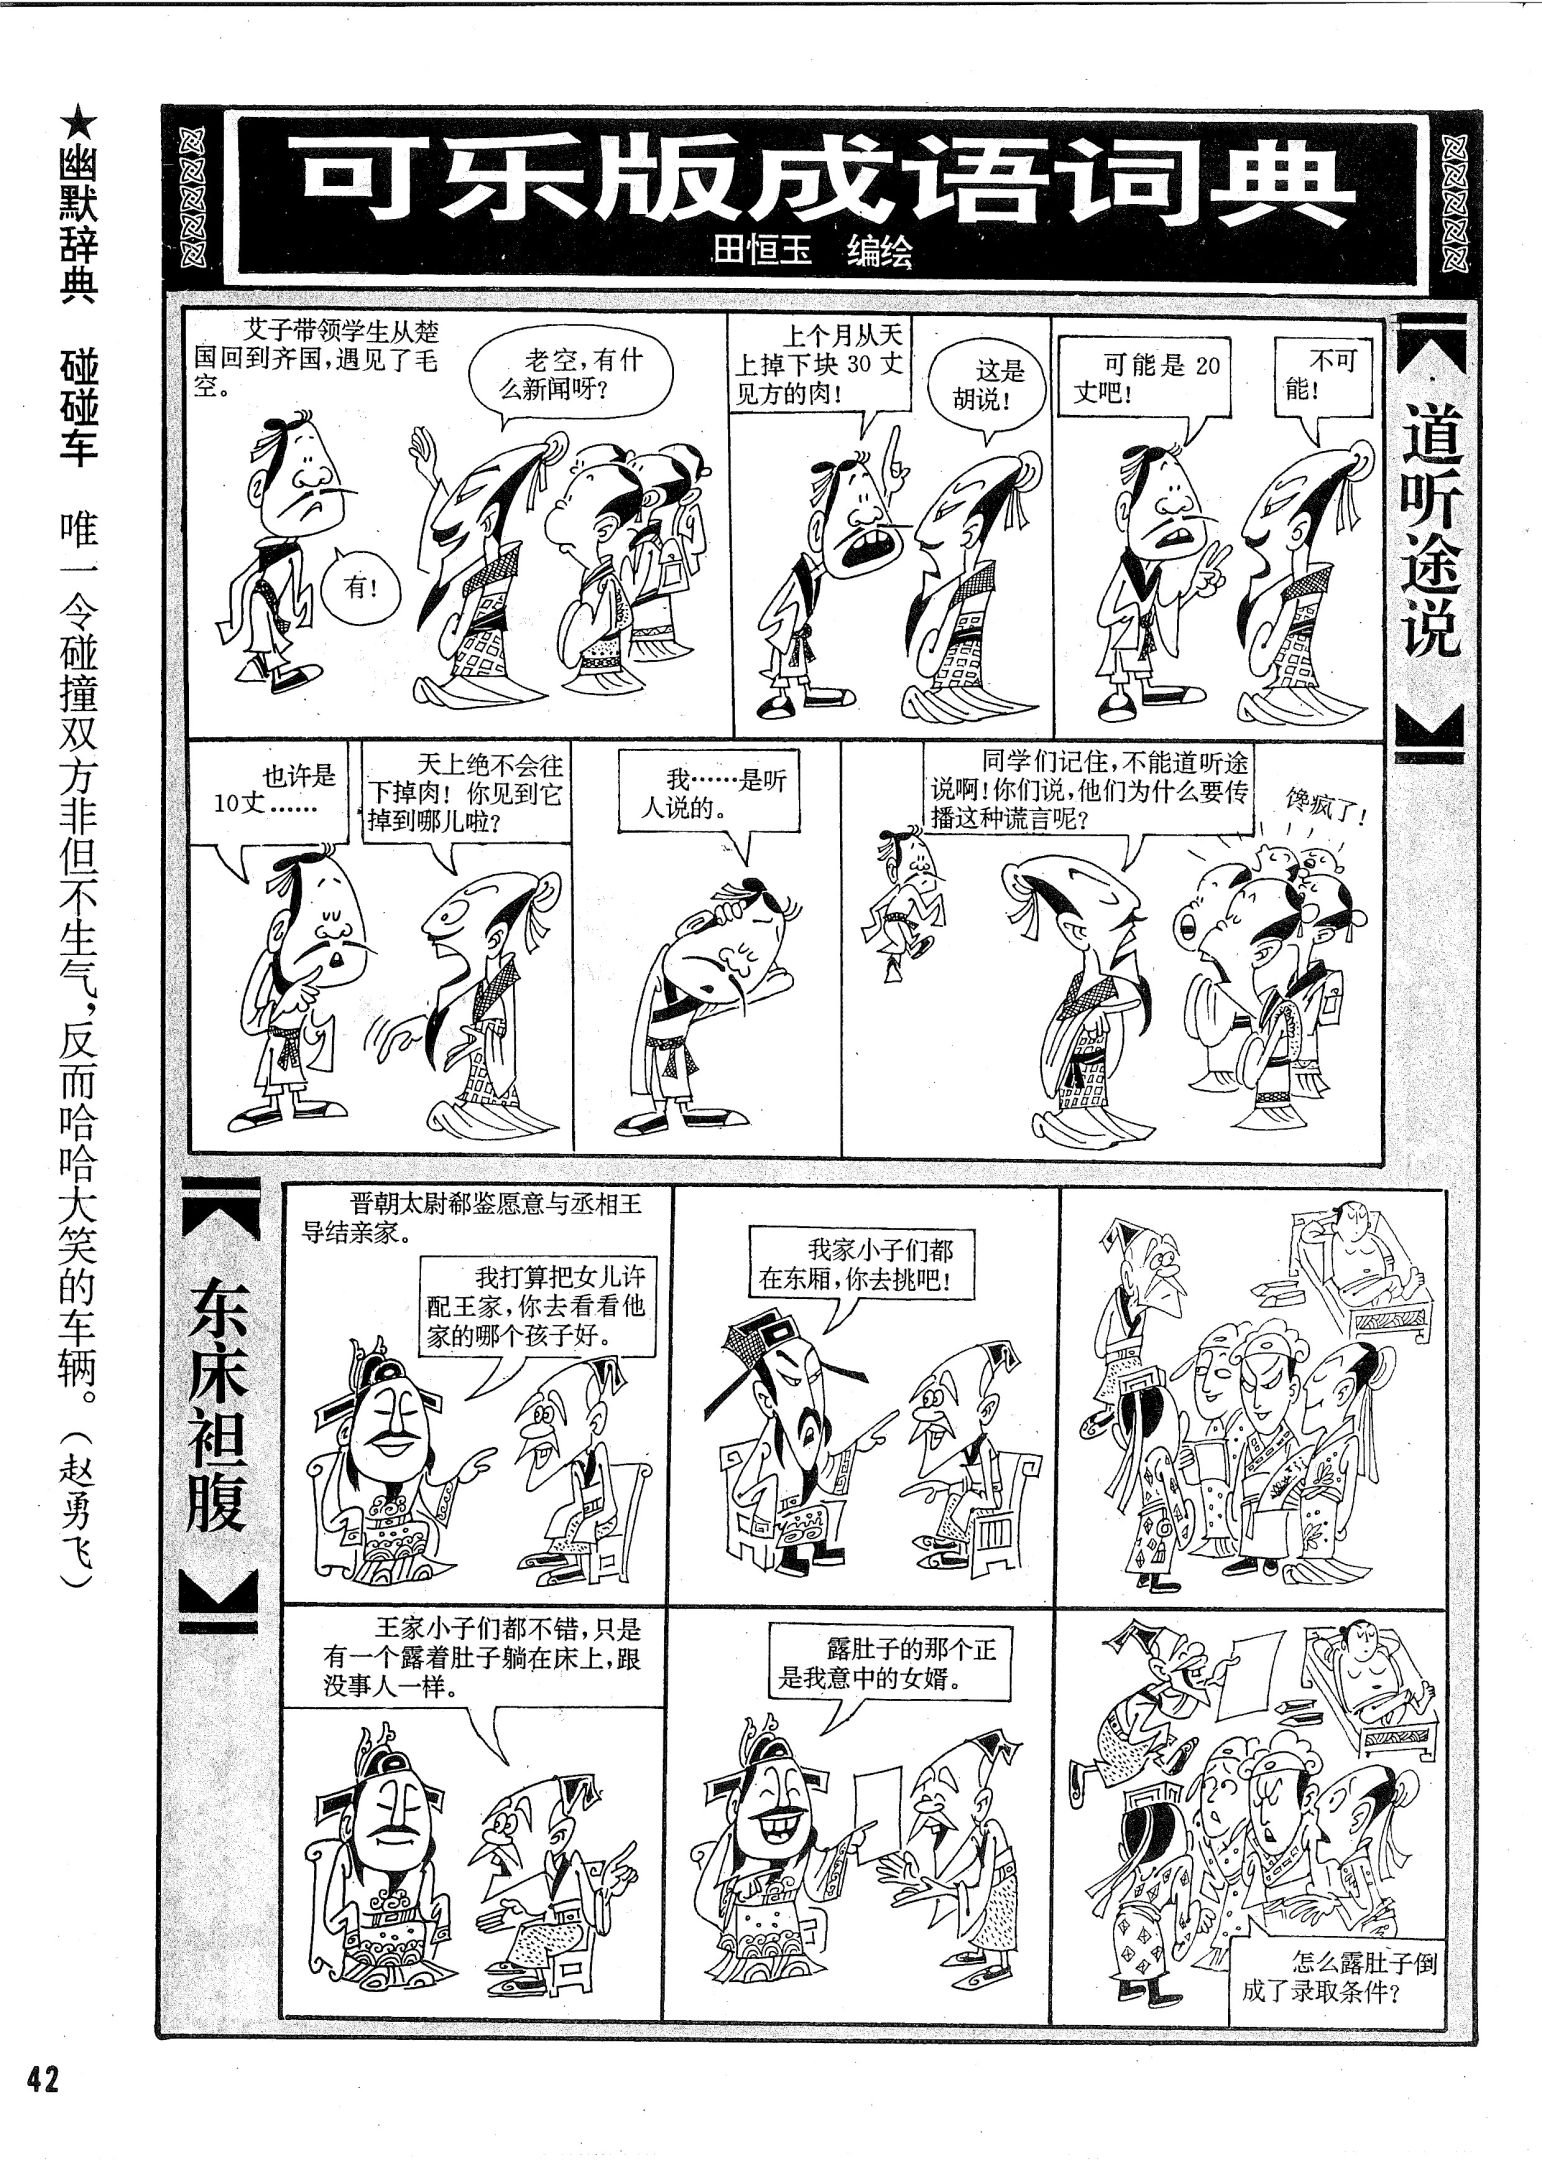 ★幽默辞典 碰碰车 唯一令碰撞双方非但不生气，反而哈哈大笑的车辆。（赵勇飞）
可乐版成语词典
田恒玉 编绘
道听途说
艾子带领学生从楚
国回到齐国，遇见了毛
空。
老空，有什
么新闻呀？
有！
上个月从天
上掉下块30丈
见方的肉！
这是
胡说！
可能是20
丈吧！
不可
能！
也许是
10丈……
天上绝不会往
下掉肉！你见到它
掉到哪儿啦？
我……是听
人说的。
同学们记住，不能道听途
说啊！你们说，他们为什么要传
播这种谎言呢？
馋疯了！
东床袒腹
晋朝太尉郗鉴愿意与丞相王
导结亲家。
我打算把女儿许
配王家，你去看看他
家的哪个孩子好。
我家小子们都
在东厢，你去挑吧！
王家小子们都不错，只是
有一个露着肚子躺在床上，跟
没事人一样。
露肚子的那个正
是我意中的女婿。
怎么露肚子倒
成了录取条件？
42